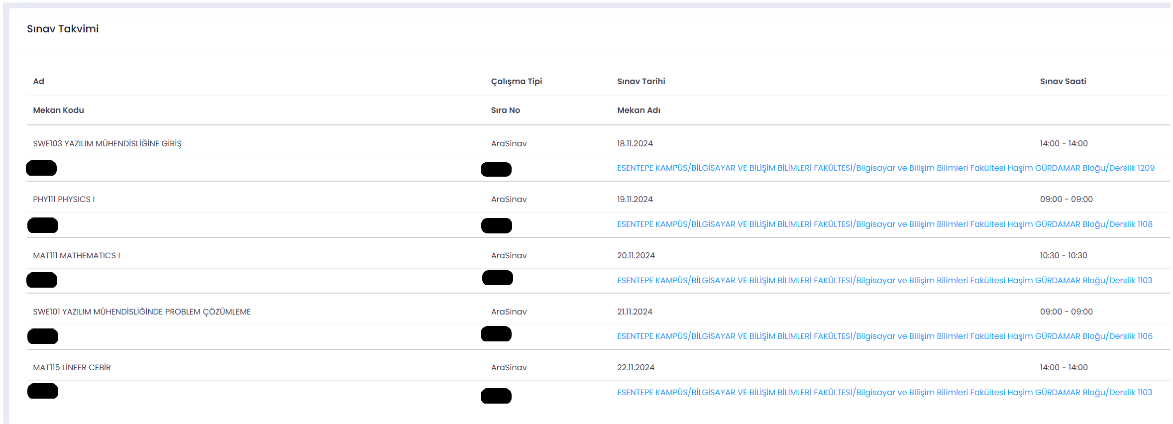 Sınav Takvimi
Ad Çalışma Tipi Sınav Tarihi Sınav Saati
Mekan Kodu Sıra No Mekan Adı
SWE103 YAZILIM MÜHENDİSLİĞİNE GİRİŞ AraSinav 18.11.2024 14:00 - 14:00
ESENTEPE KAMPÜS/BİLGİSAYAR VE BİLİŞİM BİLİMLERİ FAKÜLTESİ/Bilgisayar ve Bilişim Bilimleri Fakültesi Haşim GÜRDAMAR Bloğu/Derslik 1209
PHY111 PHYSICS I AraSinav 19.11.2024 09:00 - 09:00
ESENTEPE KAMPÜS/BİLGİSAYAR VE BİLİŞİM BİLİMLERİ FAKÜLTESİ/Bilgisayar ve Bilişim Bilimleri Fakültesi Haşim GÜRDAMAR Bloğu/Derslik 1108
MAT111 MATHEMATICS I AraSinav 20.11.2024 10:30 - 10:30
ESENTEPE KAMPÜS/BİLGİSAYAR VE BİLİŞİM BİLİMLERİ FAKÜLTESİ/Bilgisayar ve Bilişim Bilimleri Fakültesi Haşim GÜRDAMAR Bloğu/Derslik 1103
SWE101 YAZILIM MÜHENDİSLİĞİNDE PROBLEM ÇÖZÜMLEME AraSinav 21.11.2024 09:00 - 09:00
ESENTEPE KAMPÜS/BİLGİSAYAR VE BİLİŞİM BİLİMLERİ FAKÜLTESİ/Bilgisayar ve Bilişim Bilimleri Fakültesi Haşim GÜRDAMAR Bloğu/Derslik 1106
MAT115 LİNEER CEBİR AraSinav 22.11.2024 14:00 - 14:00
ESENTEPE KAMPÜS/BİLGİSAYAR VE BİLİŞİM BİLİMLERİ FAKÜLTESİ/Bilgisayar ve Bilişim Bilimleri Fakültesi Haşim GÜRDAMAR Bloğu/Derslik 1103